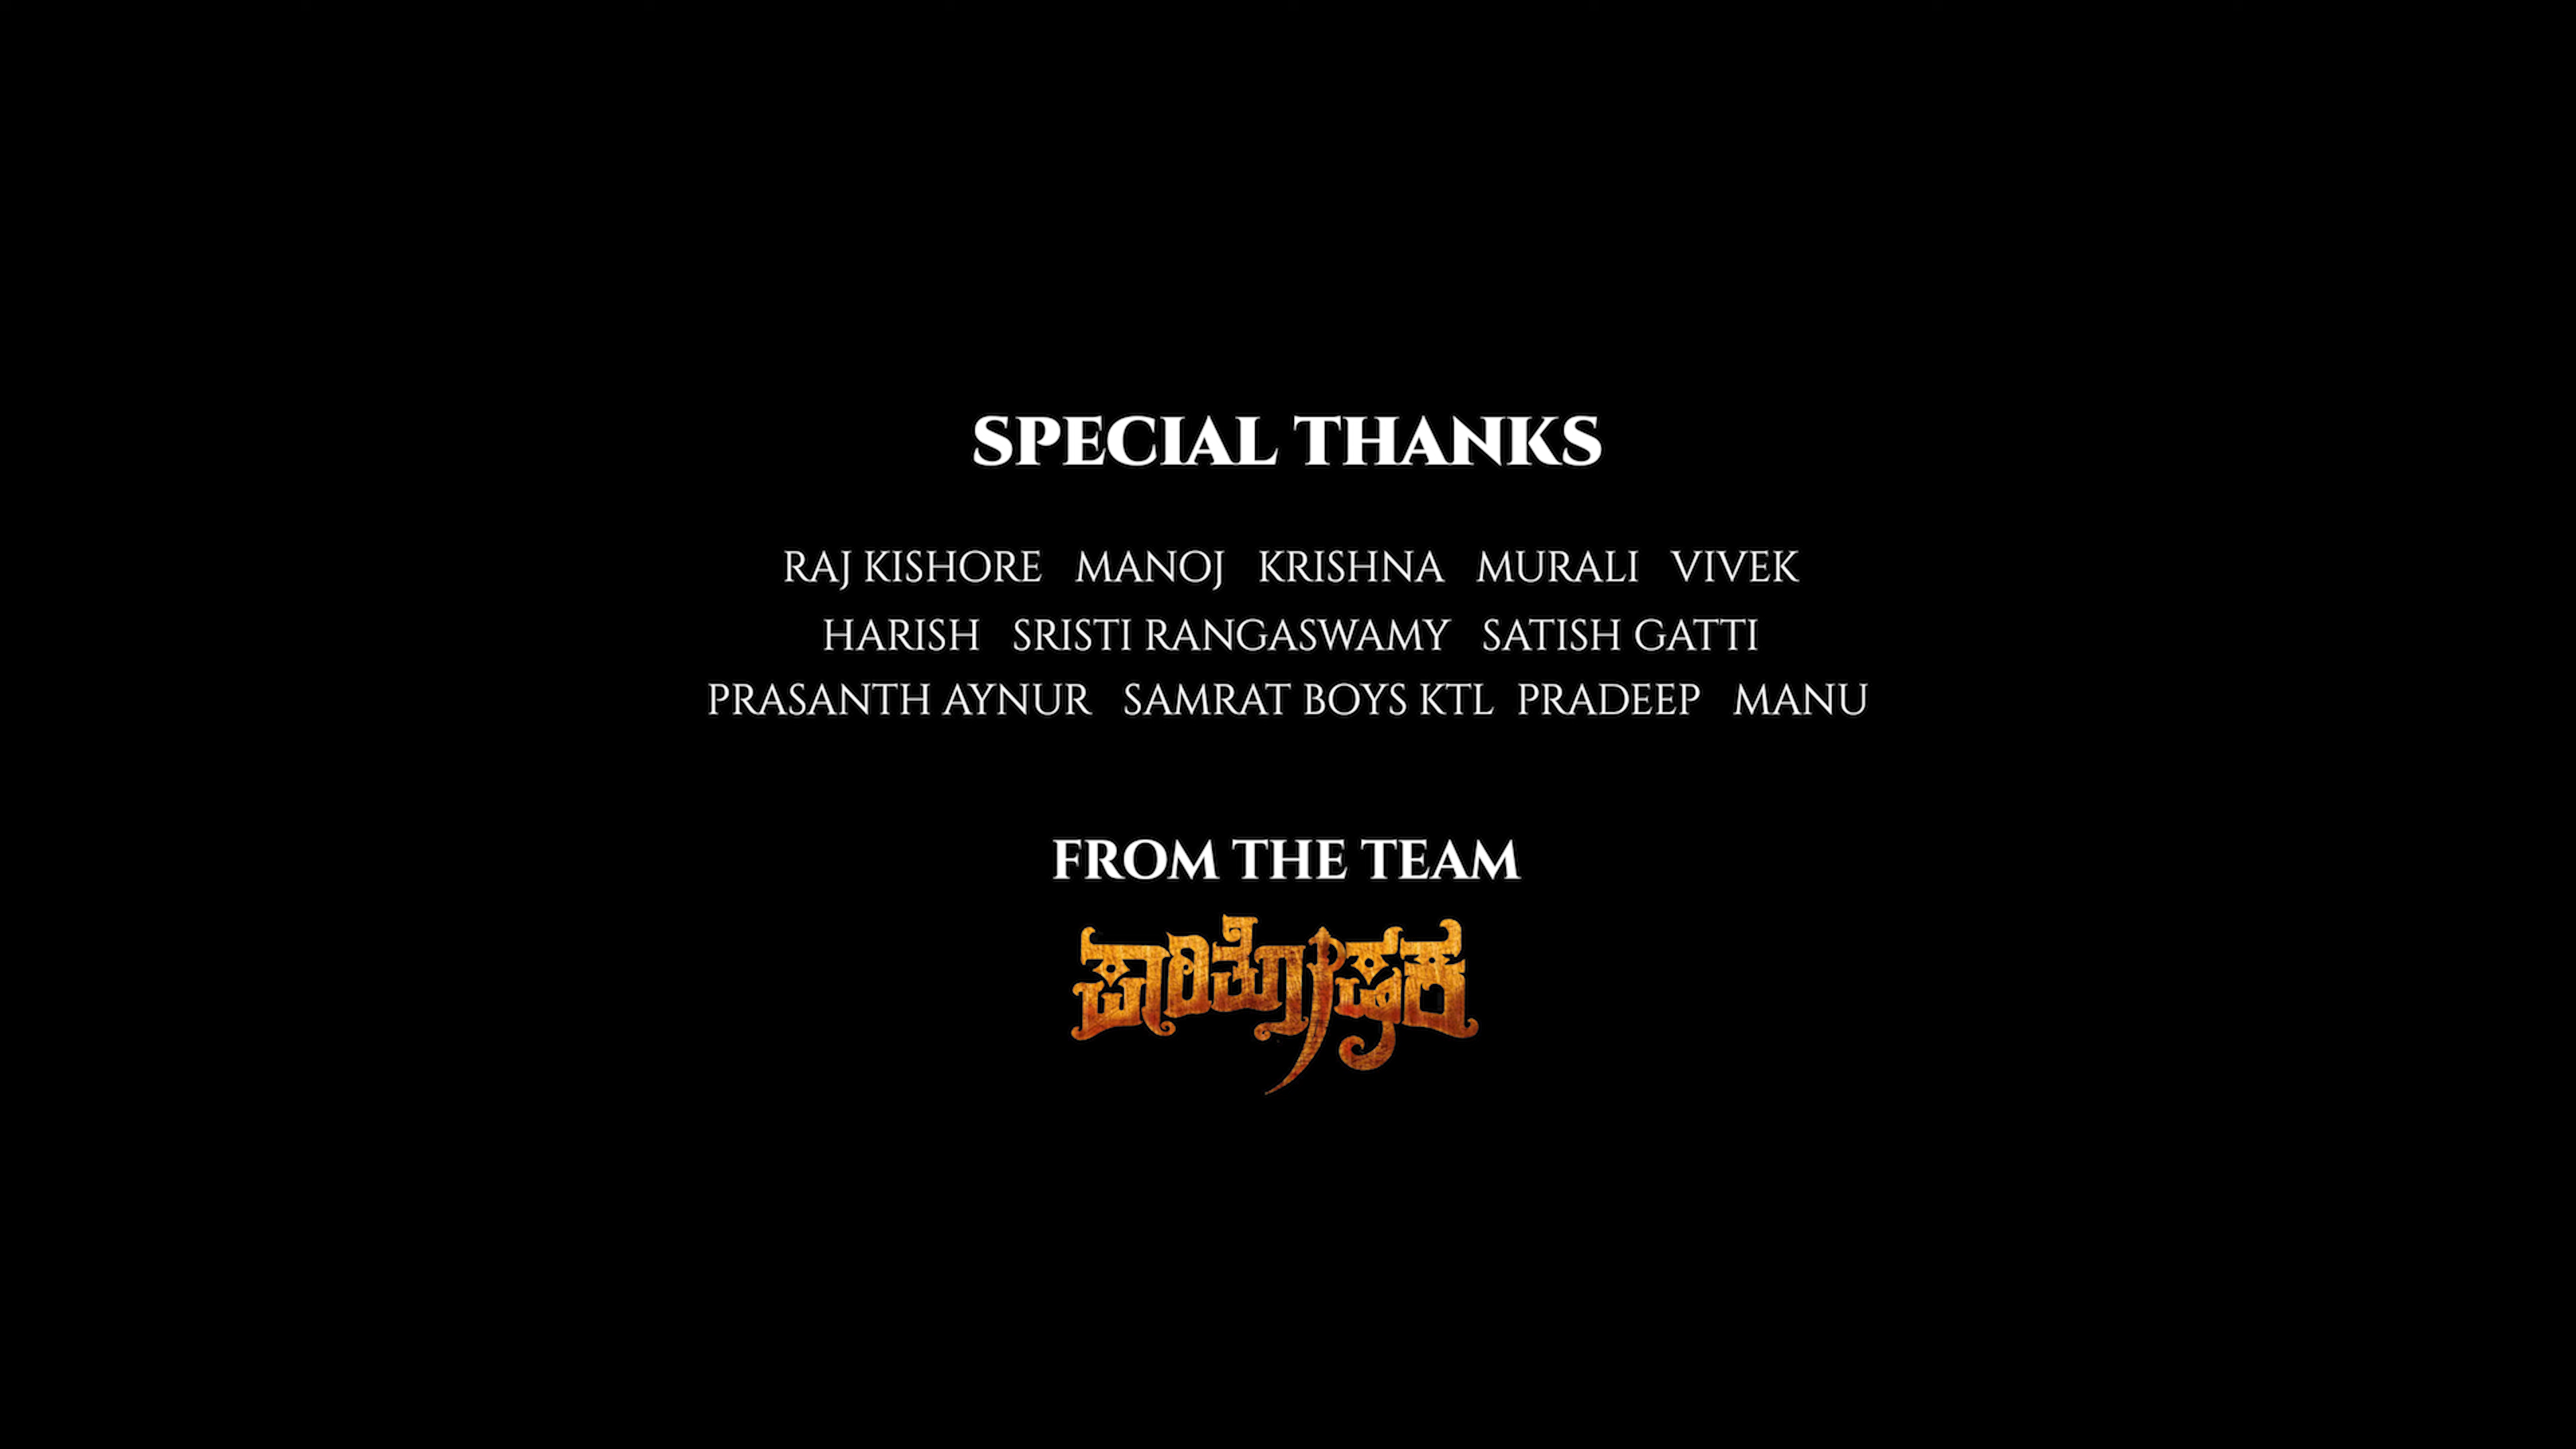 SPECIAL THANKS
RAJ KISHORE MANOJ KRISHNA MURALI VIVEK
HARISH SRISTI RANGASWAMY SATISH GATTI
PRASANTH AYNUR SAMRAT BOYS KTL PRADEEP MANU
FROM THE TEAM
ಪಾರಿತೋಷಕ